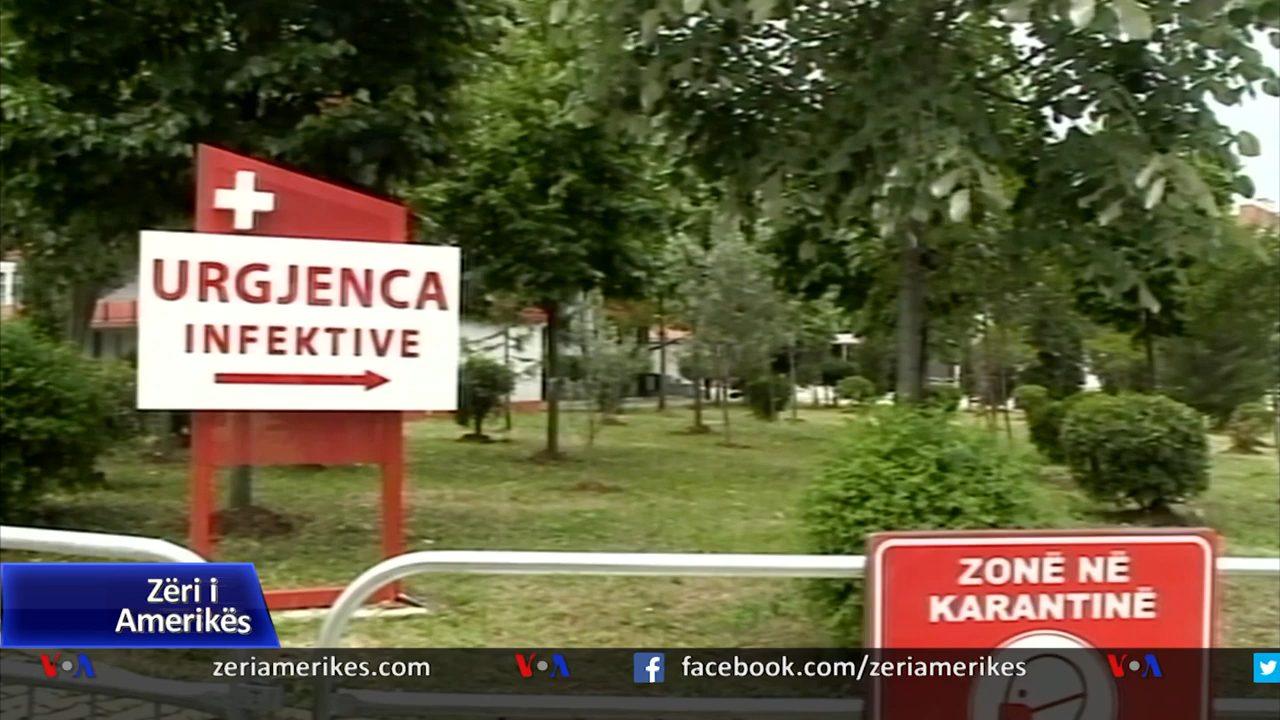 URGJENCA
INFEKTIVE
ZONË NË
KARANTINË
Zëri i
Amerikës
VOA zeriamerikes.com VOA facebook.com/zeriamerikes VOA